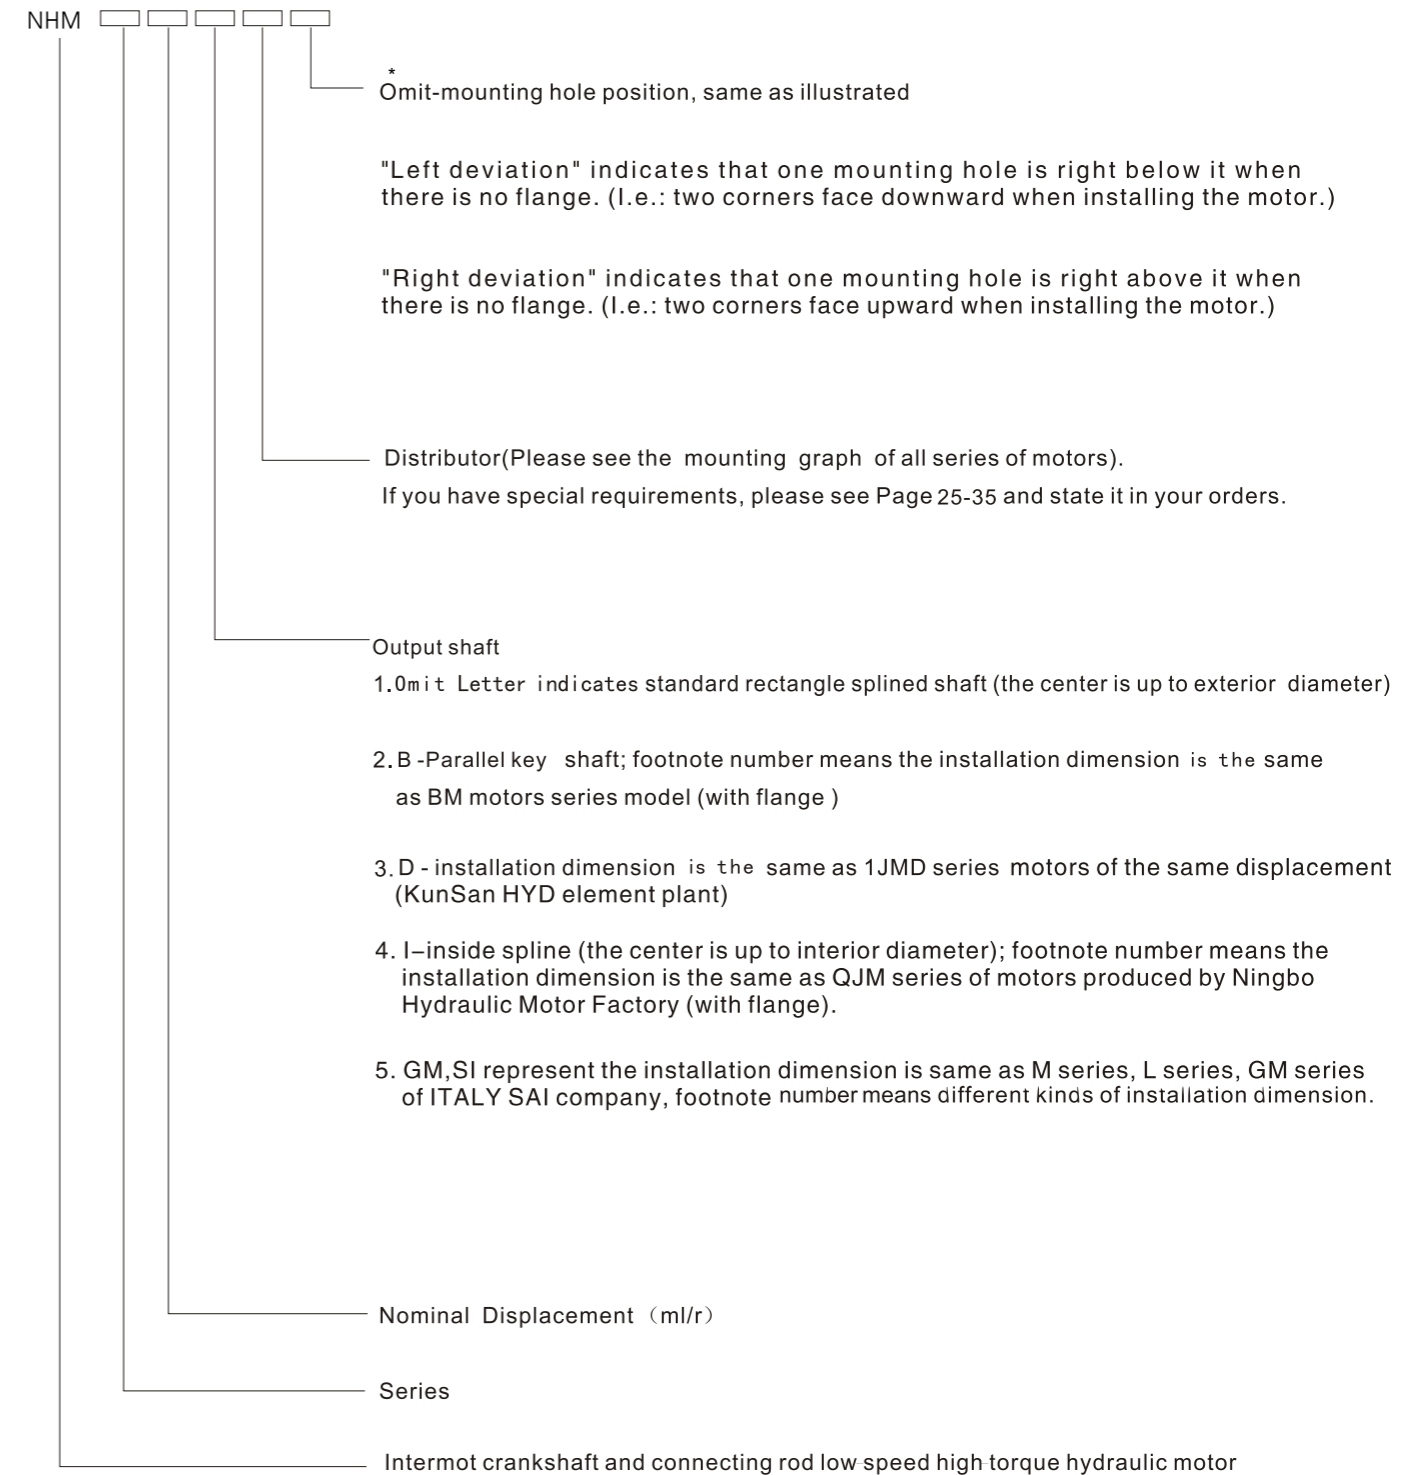 NHM
*
Omit-mounting hole position, same as illustrated
"Left deviation" indicates that one mounting hole is right below it when
there is no flange. (I.e.: two corners face downward when installing the motor.)
"Right deviation" indicates that one mounting hole is right above it when
there is no flange. (I.e.: two corners face upward when installing the motor.)
Distributor(Please see the mounting graph of all series of motors).
If you have special requirements, please see Page 25-35 and state it in your orders.
Output shaft
1.Omit Letter indicates standard rectangle splined shaft (the center is up to exterior diameter)
2.B -Parallel key shaft; footnote number means the installation dimension is the same
as BM motors series model (with flange )
3.D - installation dimension is the same as 1JMD series motors of the same displacement
(KunSan HYD element plant)
4. I–inside spline (the center is up to interior diameter); footnote number means the
installation dimension is the same as QJM series of motors produced by Ningbo
Hydraulic Motor Factory (with flange).
5. GM,SI represent the installation dimension is same as M series, L series, GM series
of ITALY SAI company, footnote number means different kinds of installation dimension.
Nominal Displacement（ml/r）
Series
Intermot crankshaft and connecting rod low-speed high-torque hydraulic motor